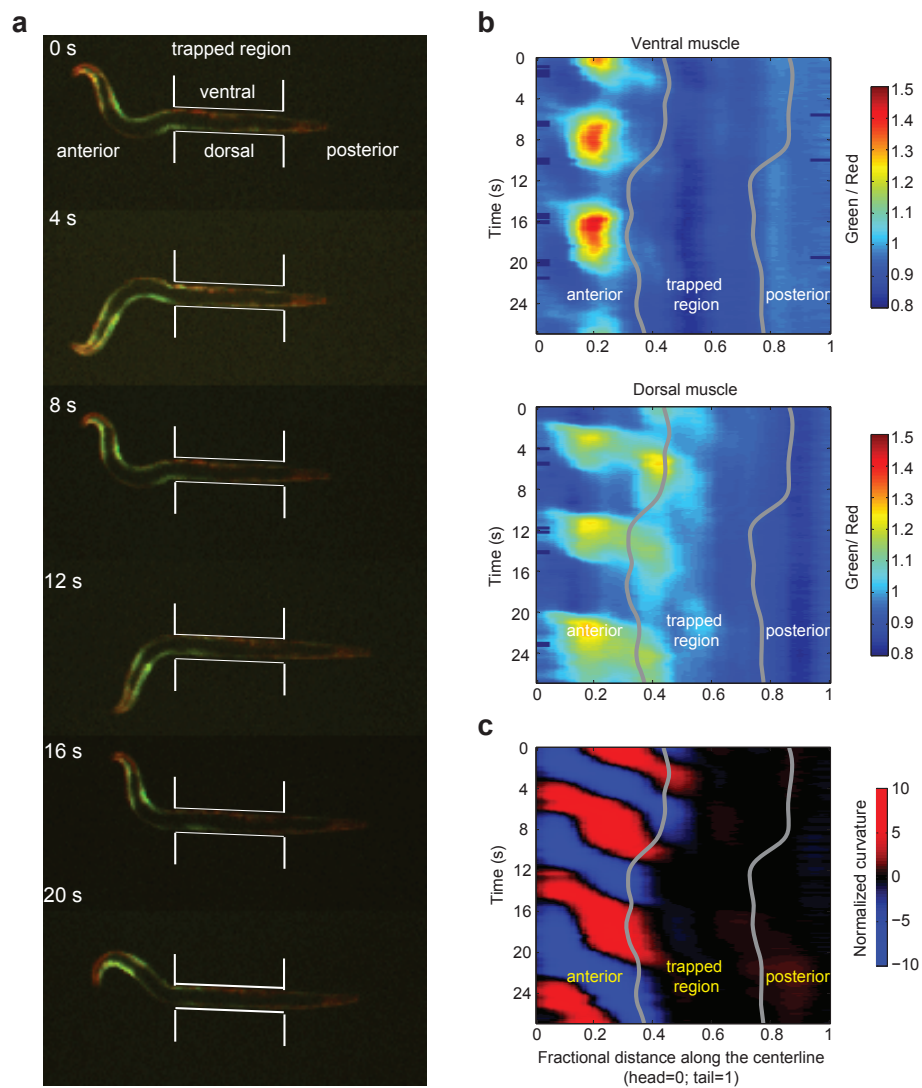 a
0 s
trapped region
ventral
dorsal
anterior
posterior
4 s
8 s
12 s
16 s
20 s
b
Ventral muscle
0
4
8
12
16
20
24
Time (s)
anterior
trapped
region
posterior
0 0.2 0.4 0.6 0.8 1
1.5
1.4
1.3
1.2
1.1
1
0.9
0.8
Green / Red
Dorsal muscle
0
4
8
12
16
20
24
Time (s)
anterior
trapped
region
posterior
0 0.2 0.4 0.6 0.8 1
1.5
1.4
1.3
1.2
1.1
1
0.9
0.8
Green/ Red
c
0
4
8
12
16
20
24
Time (s)
anterior
trapped
region
posterior
0 0.2 0.4 0.6 0.8 1
Fractional distance along the centerline
(head=0; tail=1)
10
5
0
−5
−10
Normalized curvature